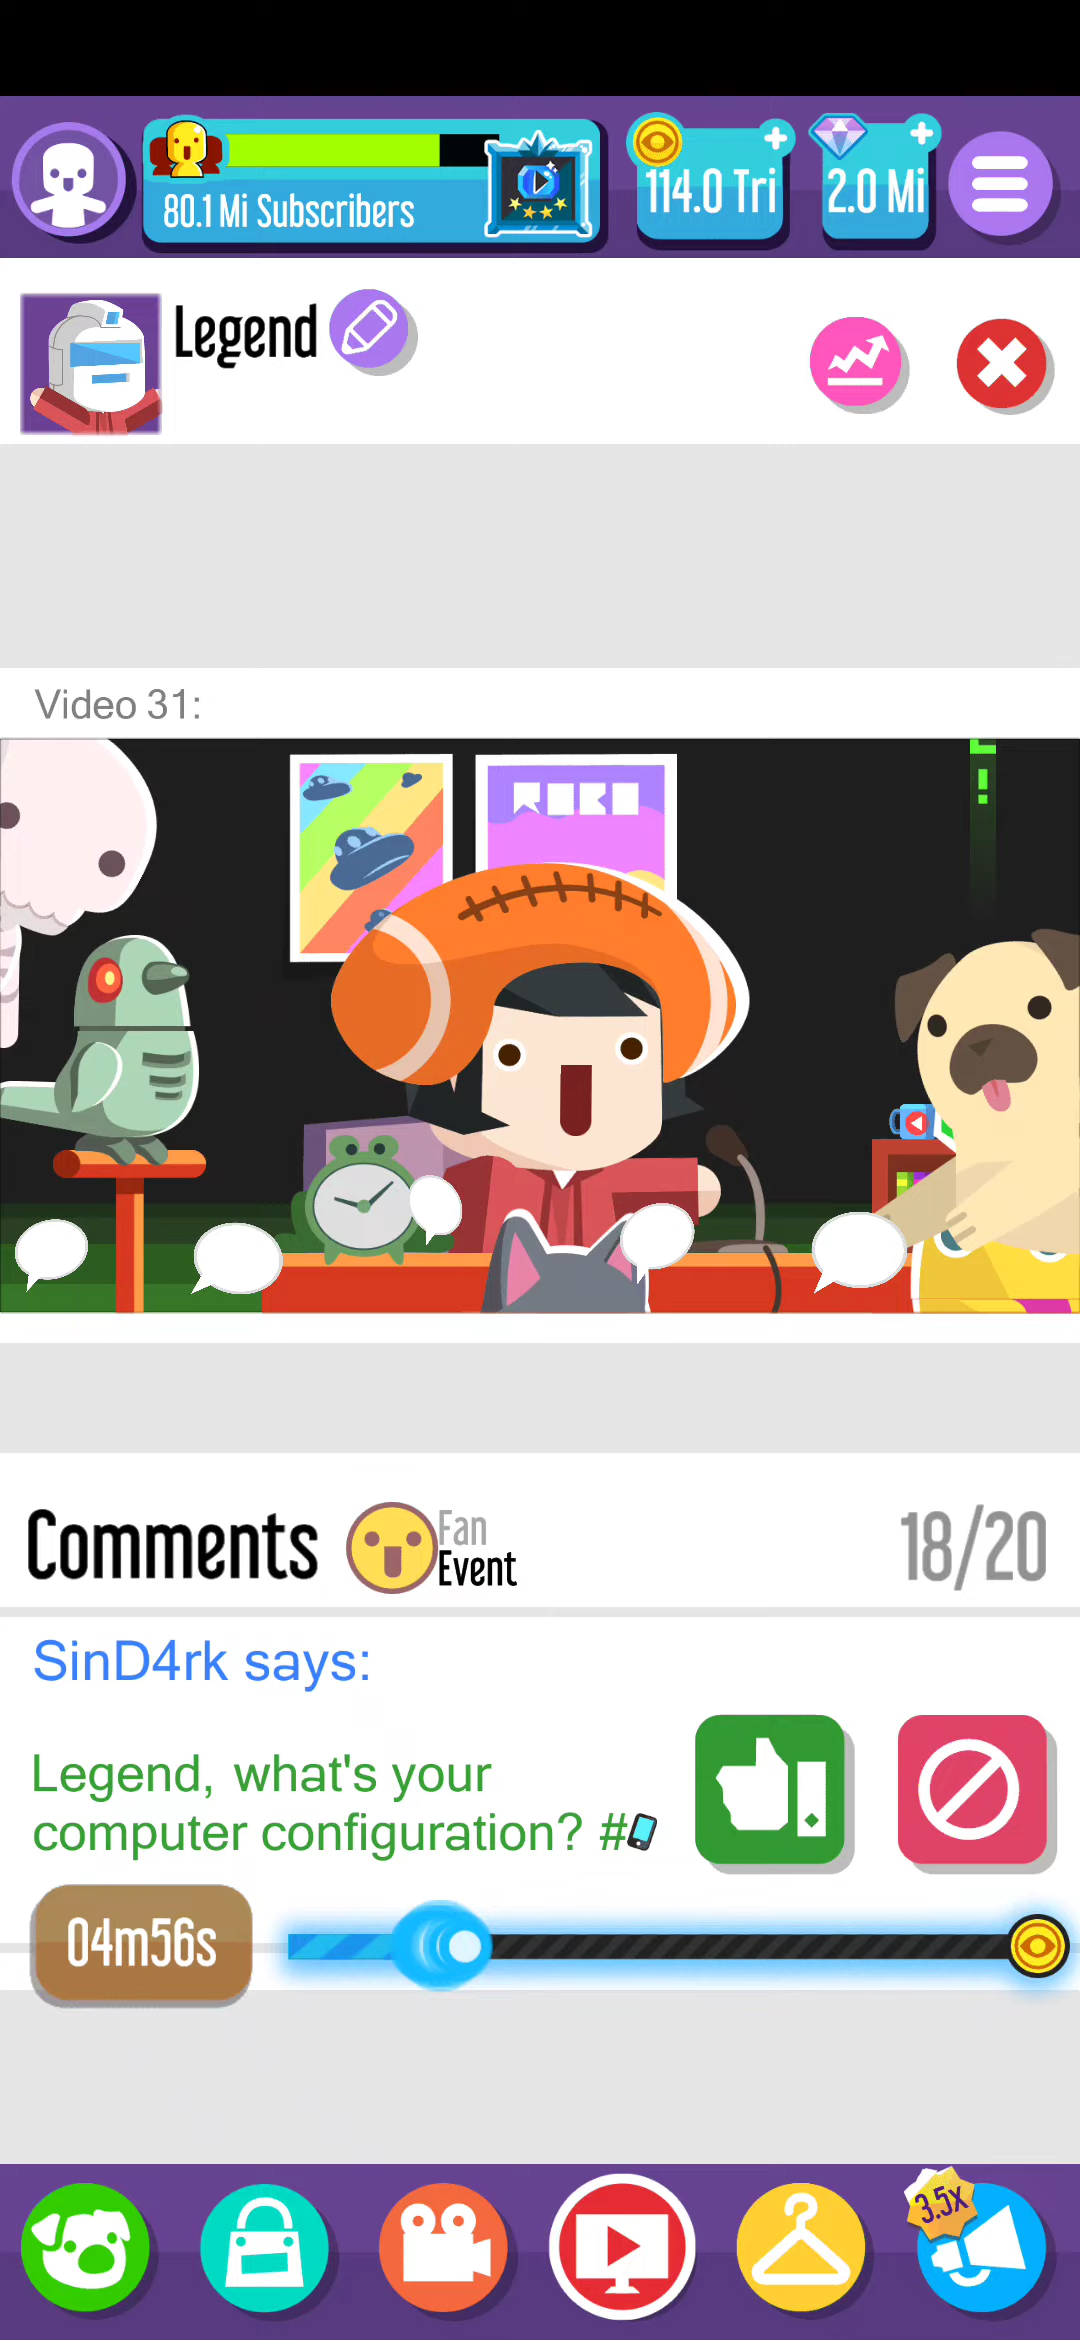 80.1 Mi Subscribers
114.0 Tri
2.0 Mi
Legend
Video 31:
Comments
Fan
Event
18/20
SinD4rk says:
Legend, what's your
computer configuration? #📱
04m56s
3.5x